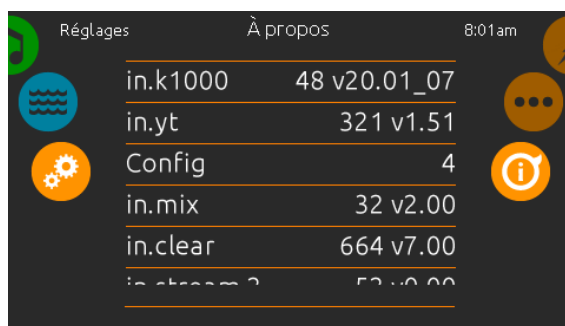 Réglages À propos 8:01am
in.k1000 48 v20.01_07
in.yt 321 v1.51
Config 4
in.mix 32 v2.00
in.clear 664 v7.00